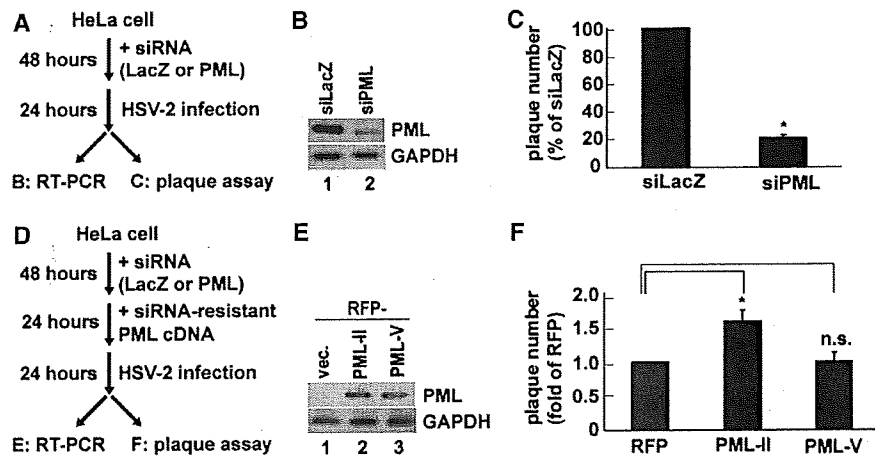 A
HeLa cell
48 hours
+ siRNA
(LacZ or PML)
24 hours
HSV-2 infection
B: RT-PCR
C: plaque assay
B
siLacZ
siPML
PML
GAPDH
1
2
C
plaque number
(% of siLacZ)
100
80
60
40
20
0
*
siLacZ
siPML
D
HeLa cell
48 hours
+ siRNA
(LacZ or PML)
24 hours
+ siRNA-resistant
PML cDNA
24 hours
HSV-2 infection
E: RT-PCR
F: plaque assay
E
RFP-
vec.
PML-II
PML-V
PML
GAPDH
1
2
3
F
plaque number
(fold of RFP)
2.0
1.5
1.0
0.5
0
*
n.s.
RFP
PML-II
PML-V